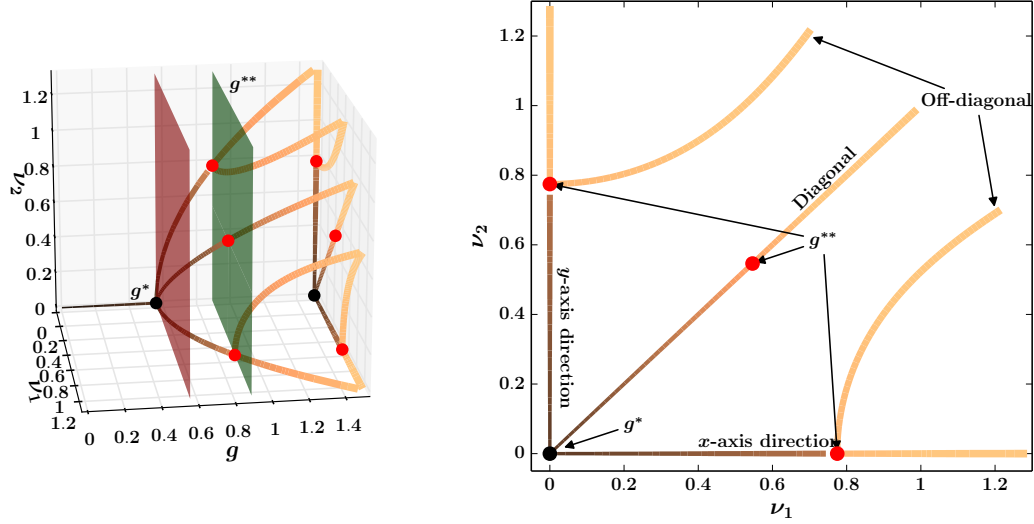 1.2
1
0.8
0.6
0.4
0.2
0
ν₂
0
0.2
0.4
0.6
0.8
1
1.2
ν₁
0 0.2 0.4 0.6 0.8 1 1.2 1.4
g
g*
g**
1.2
1
0.8
0.6
0.4
0.2
0
ν₂
0 0.2 0.4 0.6 0.8 1 1.2
ν₁
Off-diagonal
Diagonal
g**
y-axis direction
g*
x-axis direction